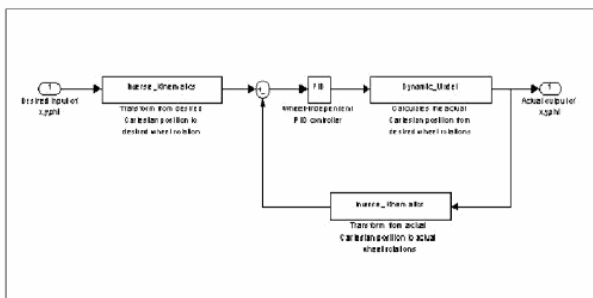 1
Desired input of
x,y,phi
Inverse_Kinematics
Transform from desired
Cartesian position to
desired wheel rotation
PID
Wheel-Independent
PID controller
Dynamic_Model
Calculates the actual
Cartesian position from
desired wheel rotations
1
Actual output of
x,y,phi
Inverse_Kinematics
Transform from actual
Cartesian position to actual
wheel rotations